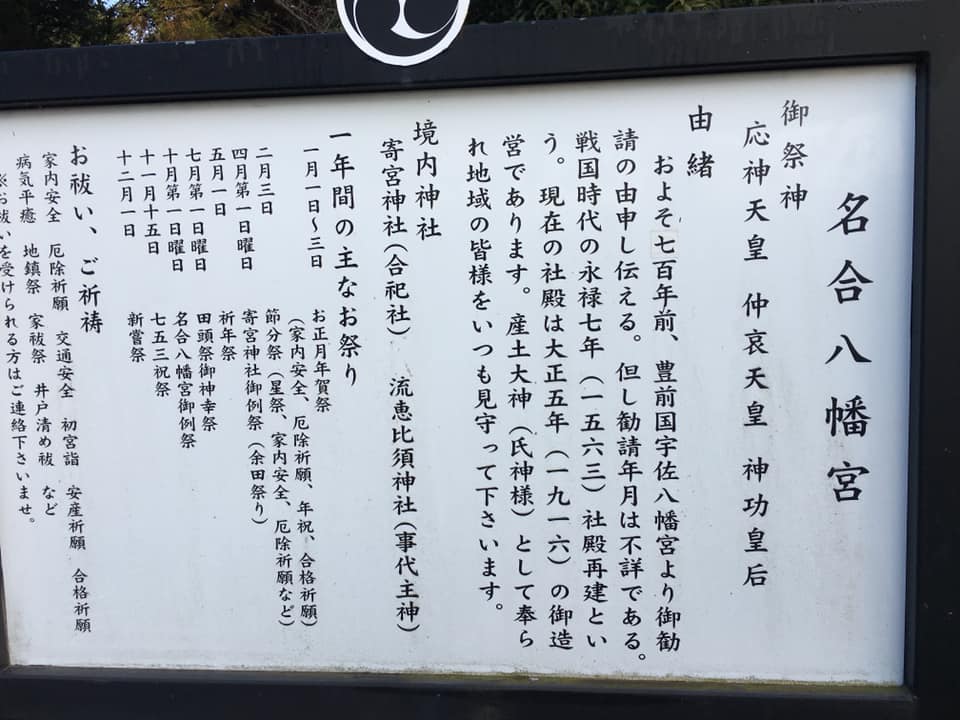 名合八幡宮
御祭神
応神天皇　仲哀天皇　神功皇后
由緒
およそ七百年前、豊前国宇佐八幡宮より御勧
請の由申し伝える。但し勧請年月は不詳である。
戦国時代の永禄七年（一五六三）社殿再建とい
う。現在の社殿は大正五年（一九一六）の御造
営であります。産土大神（氏神様）として奉ら
れ地域の皆様をいつも見守って下さいます。
境内神社
寄宮神社（合祀社）　流恵比須神社（事代主神）
一年間の主なお祭り
一月一日〜三日　お正月年賀祭
（家内安全、厄除祈願、年祝、合格祈願）
二月三日　節分祭（星祭、家内安全、厄除祈願など）
四月第一日曜日　寄宮神社御例祭（余田祭り）
五月一日　祈年祭
七月第一日曜日　田頭祭御神幸祭
十月第一日曜日　名合八幡宮御例祭
十一月十五日　七五三祝祭
十二月一日　新嘗祭
お祓い、ご祈祷
家内安全　厄除祈願　交通安全　初宮詣　安産祈願　合格祈願
病気平癒　地鎮祭　家祓祭　井戸清め祓　など
※お祓いを受けられる方はご連絡下さいませ。